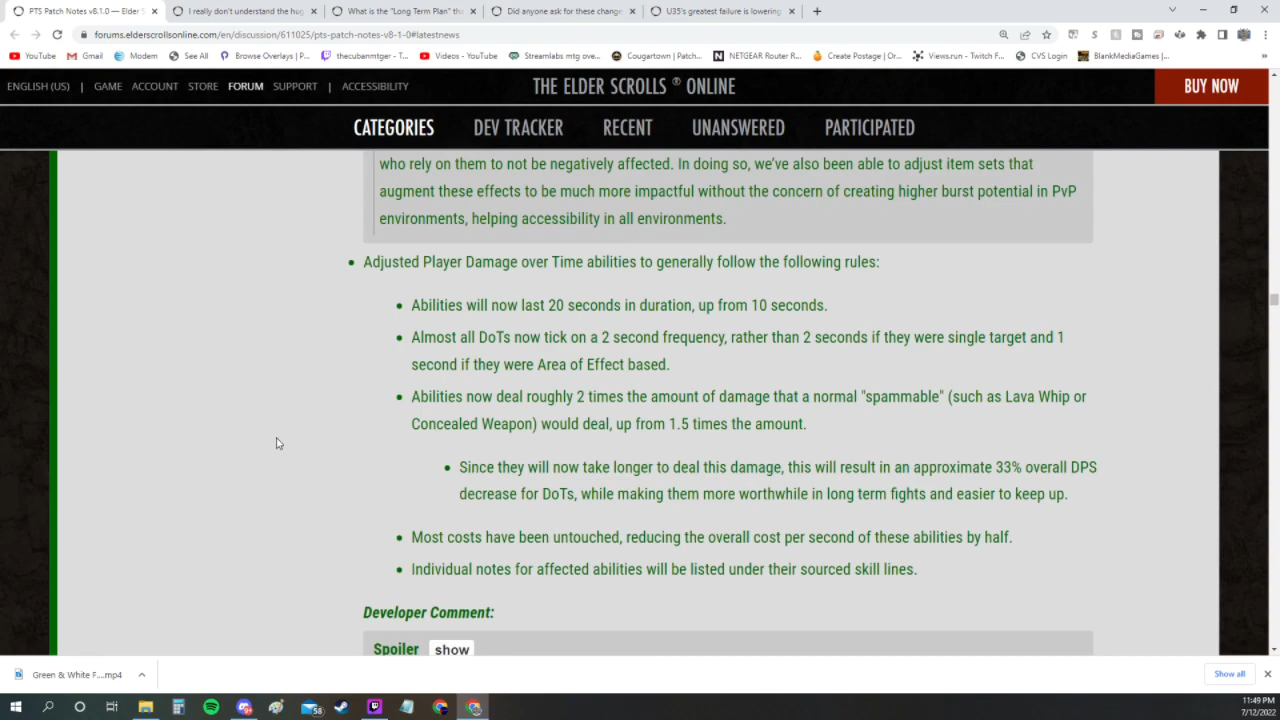 PTS Patch Notes v8.1.0 — Elder S
I really don't understand the hug
What is the "Long Term Plan" tha
Did anyone ask for these change
U35's greatest failure is lowering
forums.elderscrollsonline.com/en/discussion/611025/pts-patch-notes-v8-1-0#latestnews
YouTube
Gmail
Modem
See All
Browse Overlays | P...
thecubanmtger - T...
Videos - YouTube
Streamlabs mtg ove...
Cougartown | Patch...
NETGEAR Router R...
Create Postage | Or...
Views.run - Twitch F...
CVS Login
BlankMediaGames |...
»
ENGLISH (US) | GAME ACCOUNT STORE FORUM SUPPORT | ACCESSIBILITY
THE ELDER SCROLLS ® ONLINE
BUY NOW
CATEGORIES DEV TRACKER RECENT UNANSWERED PARTICIPATED
who rely on them to not be negatively affected. In doing so, we've also been able to adjust item sets that
augment these effects to be much more impactful without the concern of creating higher burst potential in PvP
environments, helping accessibility in all environments.
• Adjusted Player Damage over Time abilities to generally follow the following rules:
• Abilities will now last 20 seconds in duration, up from 10 seconds.
• Almost all DoTs now tick on a 2 second frequency, rather than 2 seconds if they were single target and 1
second if they were Area of Effect based.
• Abilities now deal roughly 2 times the amount of damage that a normal "spammable" (such as Lava Whip or
Concealed Weapon) would deal, up from 1.5 times the amount.
• Since they will now take longer to deal this damage, this will result in an approximate 33% overall DPS
decrease for DoTs, while making them more worthwhile in long term fights and easier to keep up.
• Most costs have been untouched, reducing the overall cost per second of these abilities by half.
• Individual notes for affected abilities will be listed under their sourced skill lines.
Developer Comment:
Spoiler show
Green & White F....mp4
Show all
58
11:49 PM
7/12/2022